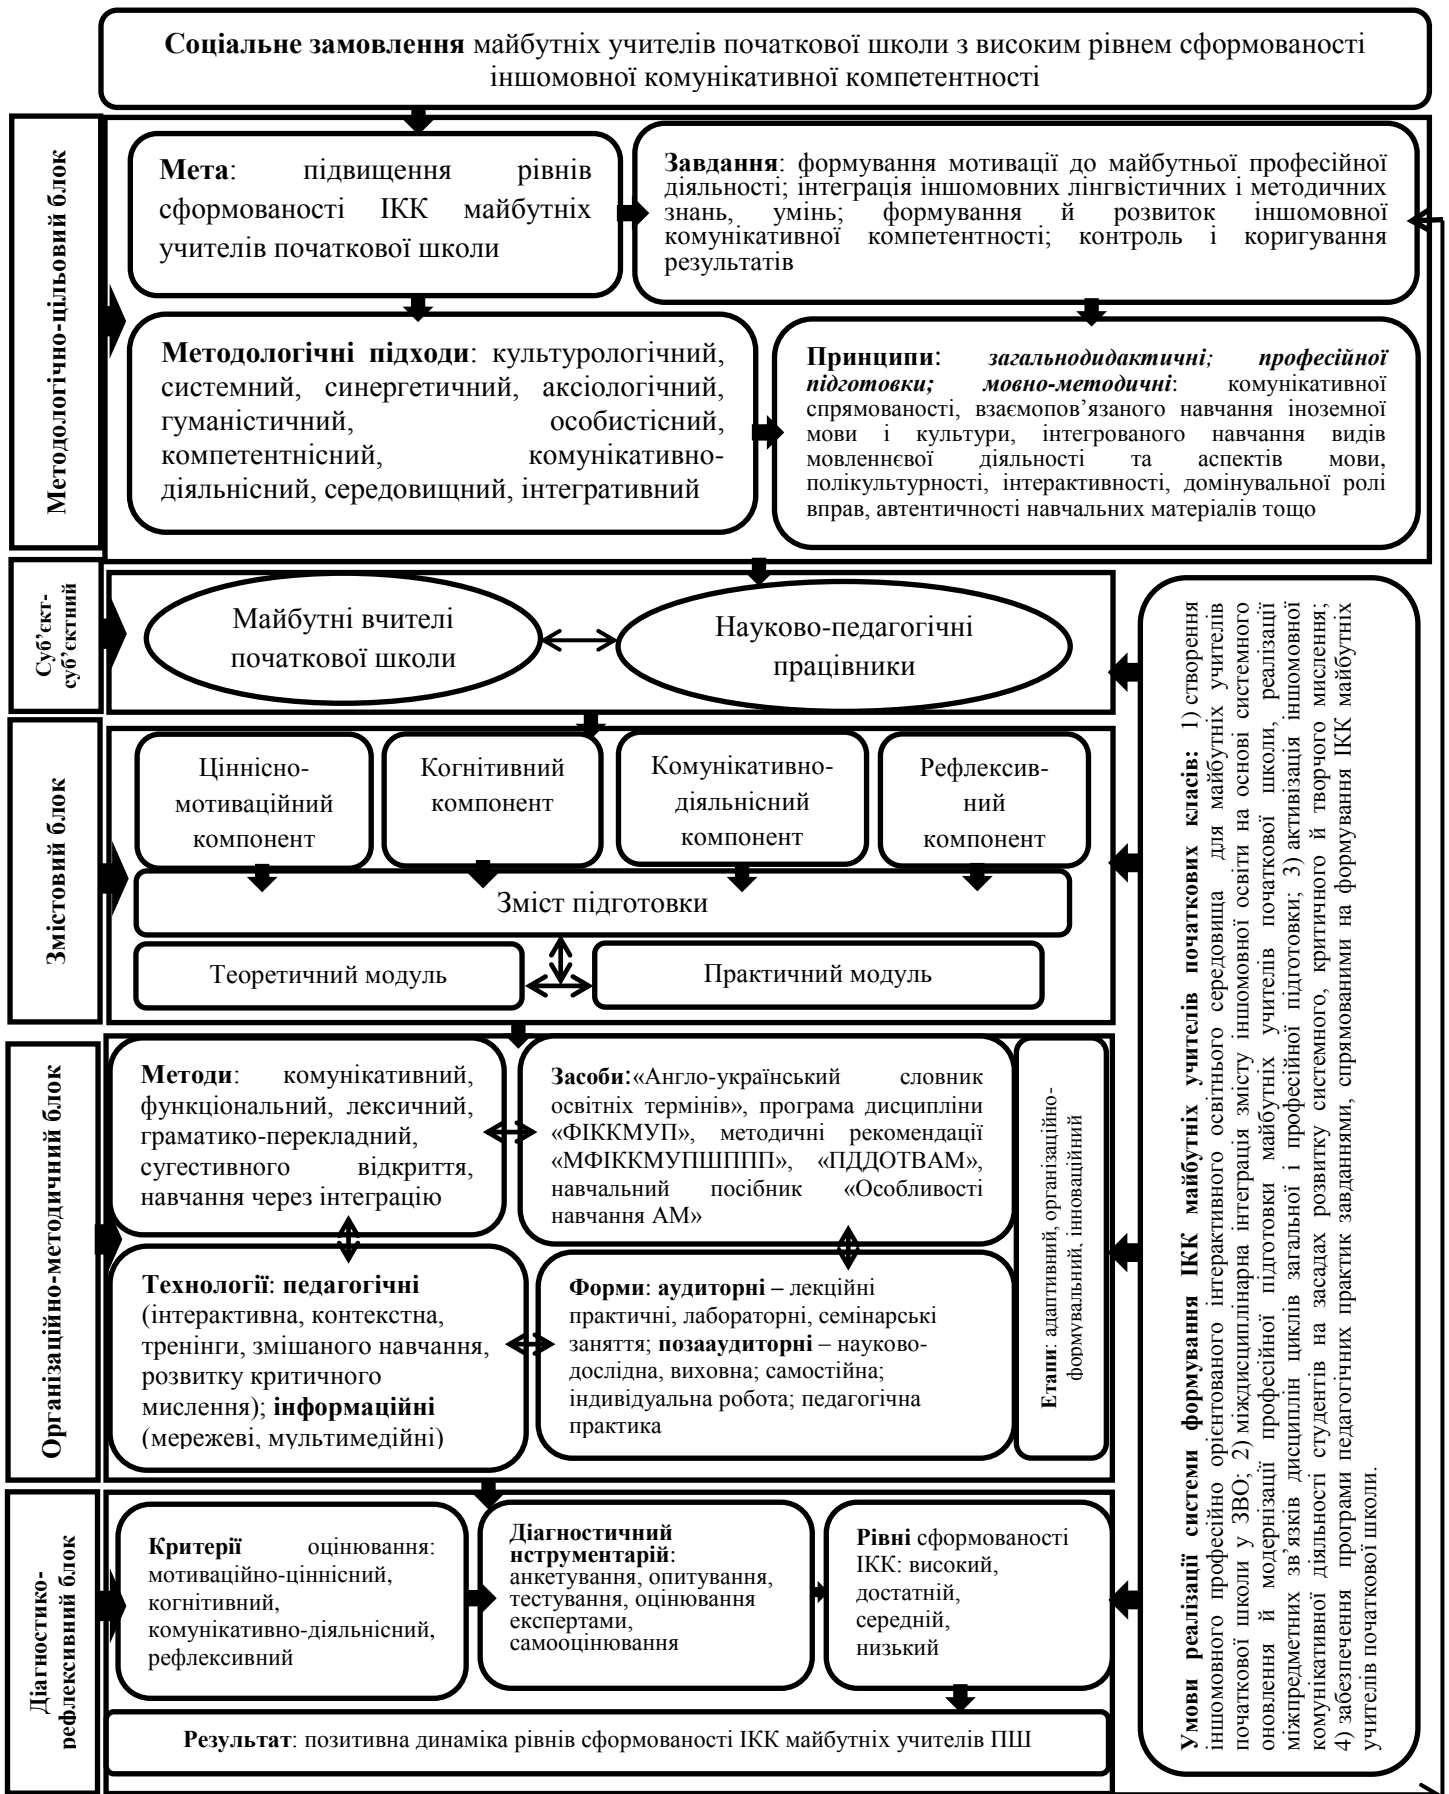 Соціальне замовлення майбутніх учителів початкової школи з високим рівнем сформованості
іншомовної комунікативної компетентності
Методологічно-цільовий блок
Мета: підвищення рівнів
сформованості ІКК майбутніх
учителів початкової школи
Завдання: формування мотивації до майбутньої професійної
діяльності; інтеграція іншомовних лінгвістичних і методичних
знань, умінь; формування й розвиток іншомовної
комунікативної компетентності; контроль і коригування
результатів
Методологічні підходи: культурологічний,
системний, синергетичний, аксіологічний,
гуманістичний, особистісний,
компетентнісний, комунікативно-
діяльнісний, середовищний, інтегративний
Принципи: загальнодидактичні; професійної
підготовки; мовно-методичні: комунікативної
спрямованості, взаємопов’язаного навчання іноземної
мови і культури, інтегрованого навчання видів
мовленнєвої діяльності та аспектів мови,
полікультурності, інтерактивності, домінувальної ролі
вправ, автентичності навчальних матеріалів тощо
Суб’єкт-
суб’єктний
Майбутні вчителі
початкової школи
Науково-педагогічні
працівники
Змістовий блок
Ціннісно-
мотиваційний
компонент
Когнітивний
компонент
Комунікативно-
діяльнісний
компонент
Рефлексив-
ний
компонент
Зміст підготовки
Теоретичний модуль
Практичний модуль
Організаційно-методичний блок
Методи: комунікативний,
функціональний, лексичний,
граматико-перекладний,
сугестивного відкриття,
навчання через інтеграцію
Засоби:«Англо-український словник
освітніх термінів», програма дисципліни
«ФІККМУП», методичні рекомендації
«МФІККМУПШППП», «ПДДОТВАМ»,
навчальний посібник «Особливості
навчання АМ»
Технології: педагогічні
(інтерактивна, контекстна,
тренінги, змішаного навчання,
розвитку критичного
мислення); інформаційні
(мережеві, мультимедійні)
Форми: аудиторні – лекційні
практичні, лабораторні, семінарські
заняття; позааудиторні – науково-
дослідна, виховна; самостійна;
індивідуальна робота; педагогічна
практика
Етапи: адаптивний, організаційно-
формувальний, інноваційний
Діагностико-
рефлексивний блок
Критерії оцінювання:
мотиваційно-ціннісний,
когнітивний,
комунікативно-діяльнісний,
рефлексивний
Діагностичний
нструментарій:
анкетування, опитування,
тестування, оцінювання
експертами,
самооцінювання
Рівні сформованості
ІКК: високий,
достатній,
середній,
низький
Результат: позитивна динаміка рівнів сформованості ІКК майбутніх учителів ПШ
Умови реалізації системи формування ІКК майбутніх учителів початкових класів: 1) створення
іншомовного професійно орієнтованого інтерактивного освітнього середовища для майбутніх учителів
початкової школи у ЗВО; 2) міждисциплінарна інтеграція змісту іншомовної освіти на основі системного
оновлення й модернізації професійної підготовки майбутніх учителів початкової школи, реалізації
міжпредметних зв’язків дисциплін циклів загальної і професійної підготовки; 3) активізація іншомовної
комунікативної діяльності студентів на засадах розвитку системного, критичного й творчого мислення;
4) забезпечення програми педагогічних практик завданнями, спрямованими на формування ІКК майбутніх
учителів початкової школи.